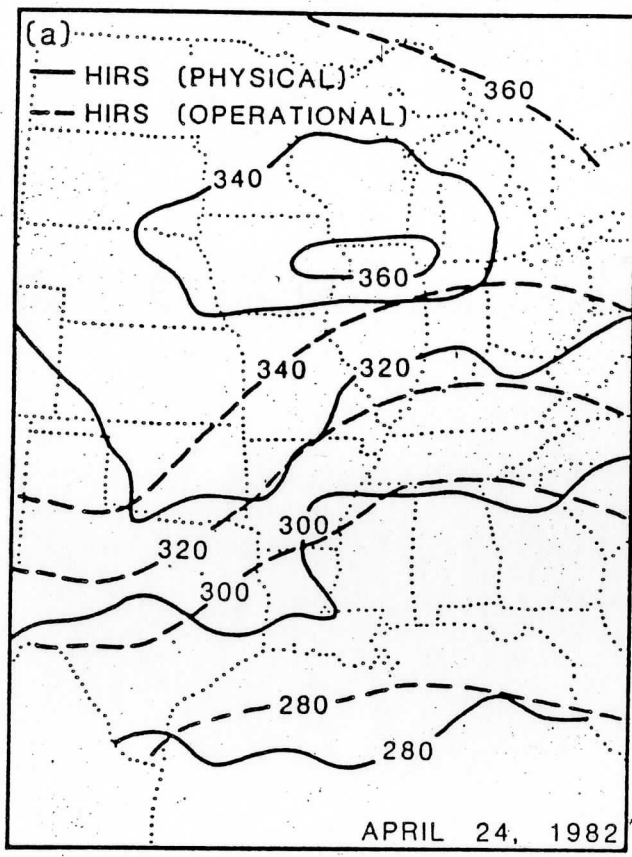 (a)
HIRS (PHYSICAL)
HIRS (OPERATIONAL)
360
340
360
340
320
300
320
300
280
280
APRIL 24, 1982